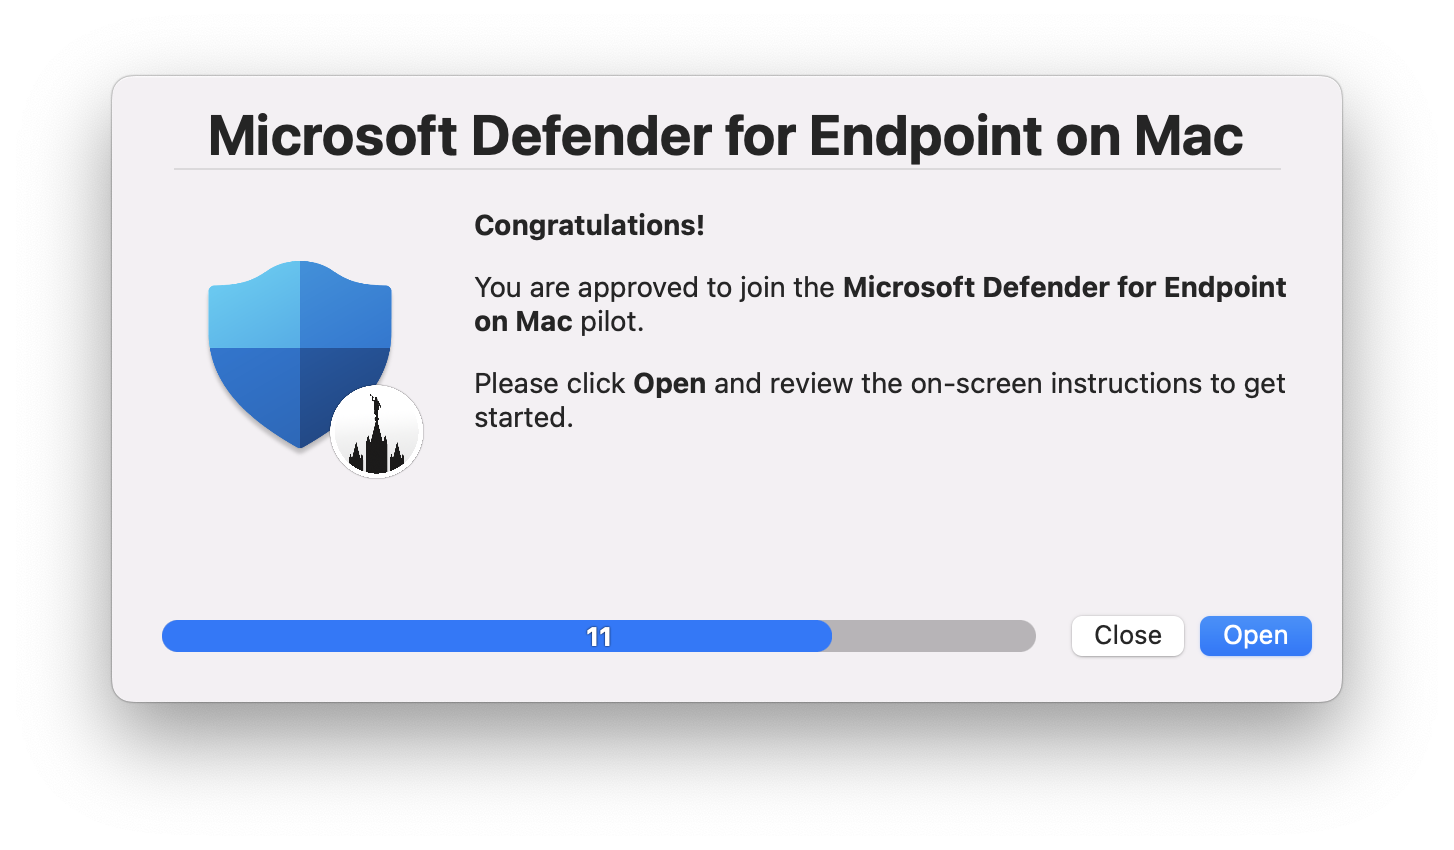 Microsoft Defender for Endpoint on Mac
Congratulations!
You are approved to join the Microsoft Defender for Endpoint
on Mac pilot.
Please click Open and review the on-screen instructions to get
started.
11
Close
Open